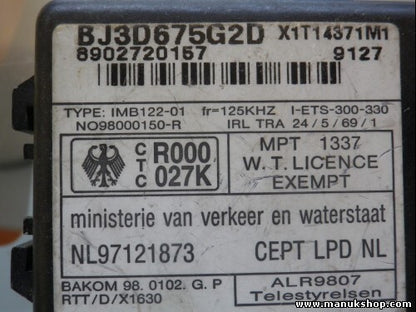 BJ3D675G2D X1T14371M1
8902720157 9127
TYPE: IMB122-01 fr=125KHZ I-ETS-300-330
NO98000150-R IRL TRA 24/5/69/1
CTC R000 027K
MPT 1337
W.T. LICENCE
EXEMPT
ministerie van verkeer en waterstaat
NL97121873 CEPT LPD NL
BAKOM 98.0102.G.P
RTT/D/X1630
ALR9807
Telestyrelsen
© www.manukshop.com